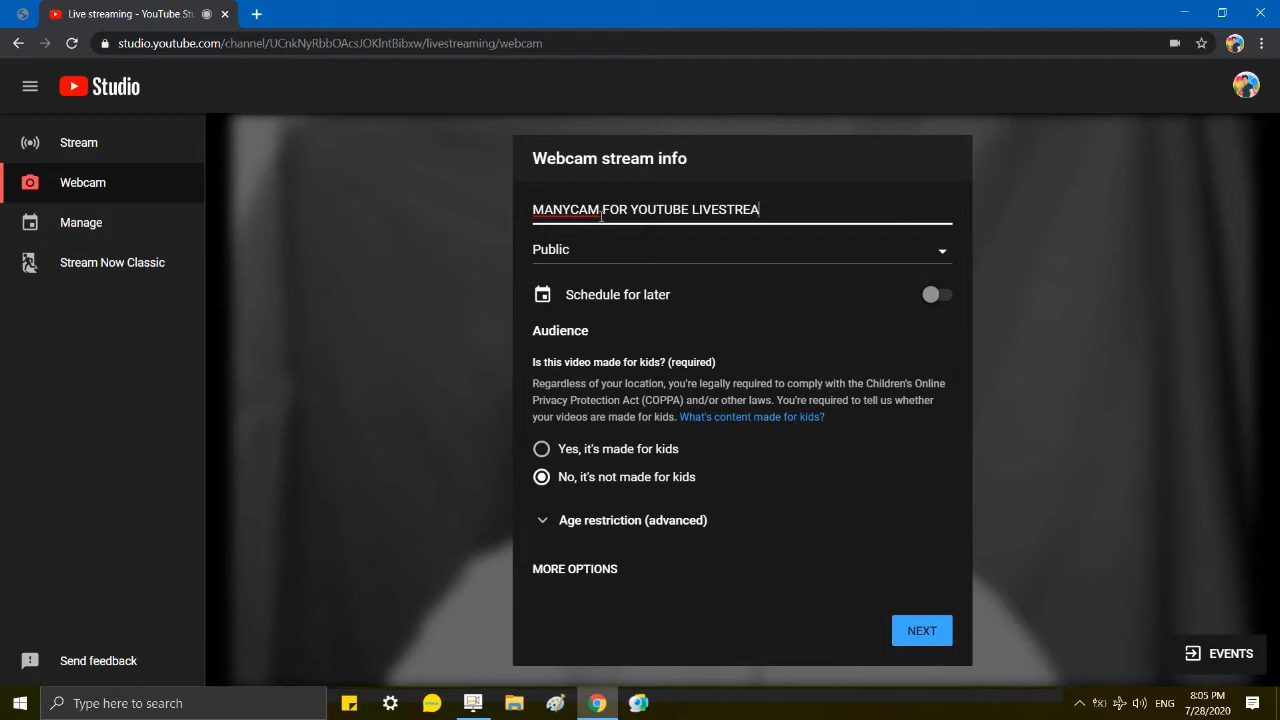 Live streaming - YouTube Stu
studio.youtube.com/channel/UCnkNyRbbOAcsJOKlntBibxw/livestreaming/webcam
Studio
Stream
Webcam
Manage
Stream Now Classic
Send feedback
Webcam stream info
MANYCAM FOR YOUTUBE LIVESTREA
Public
Schedule for later
Audience
Is this video made for kids? (required)
Regardless of your location, you're legally required to comply with the Children's Online
Privacy Protection Act (COPPA) and/or other laws. You're required to tell us whether
your videos are made for kids. What's content made for kids?
Yes, it's made for kids
No, it's not made for kids
Age restriction (advanced)
MORE OPTIONS
NEXT
EVENTS
Type here to search
ENG
8:05 PM
7/28/2020